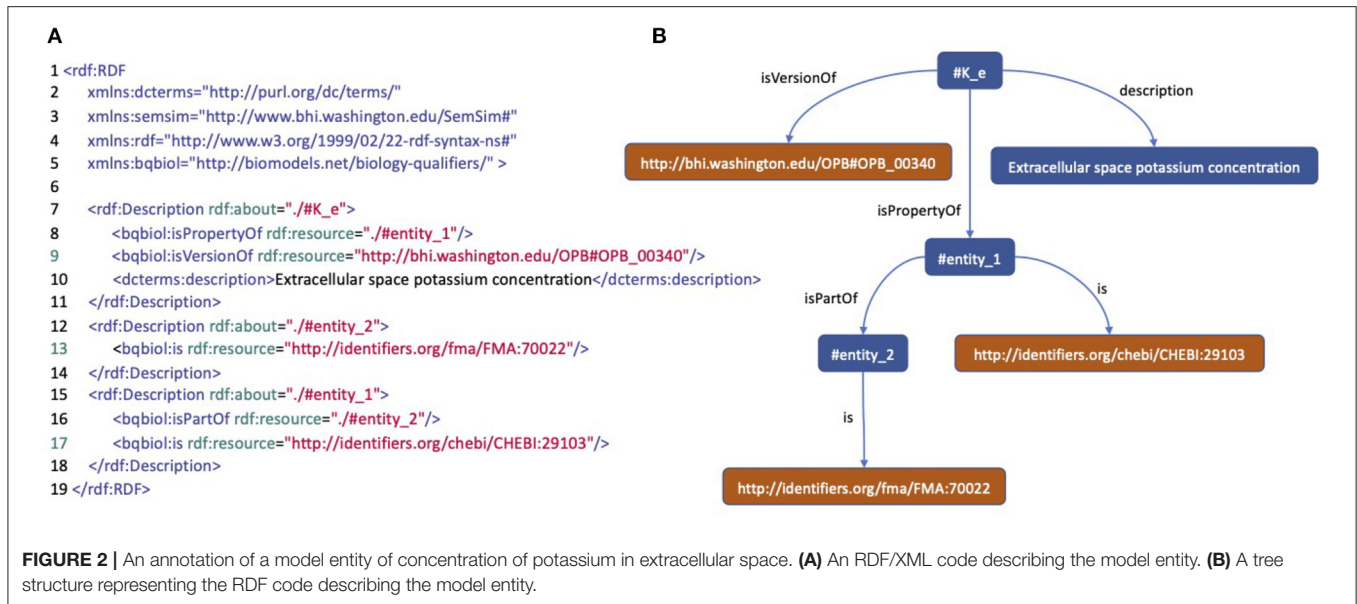 A
1 <rdf:RDF
2 xmlns:dcterms="http://purl.org/dc/terms/"
3 xmlns:semsim="http://www.bhi.washington.edu/SemSim#"
4 xmlns:rdf="http://www.w3.org/1999/02/22-rdf-syntax-ns#"
5 xmlns:bqbiol="http://biomodels.net/biology-qualifiers/" >
6
7 <rdf:Description rdf:about="./#K_e">
8 <bqbiol:isPropertyOf rdf:resource="./#entity_1"/>
9 <bqbiol:isVersionOf rdf:resource="http://bhi.washington.edu/OPB#OPB_00340"/>
10 <dcterms:description>Extracellular space potassium concentration</dcterms:description>
11 </rdf:Description>
12 <rdf:Description rdf:about="./#entity_2">
13 <bqbiol:is rdf:resource="http://identifiers.org/fma/FMA:70022"/>
14 </rdf:Description>
15 <rdf:Description rdf:about="./#entity_1">
16 <bqbiol:isPartOf rdf:resource="./#entity_2"/>
17 <bqbiol:is rdf:resource="http://identifiers.org/chebi/CHEBI:29103"/>
18 </rdf:Description>
19 </rdf:RDF>
B
#K_e
isVersionOf
description
http://bhi.washington.edu/OPB#OPB_00340
Extracellular space potassium concentration
isPropertyOf
#entity_1
isPartOf
is
#entity_2
http://identifiers.org/chebi/CHEBI:29103
is
http://identifiers.org/fma/FMA:70022
FIGURE 2 | An annotation of a model entity of concentration of potassium in extracellular space. (A) An RDF/XML code describing the model entity. (B) A tree
structure representing the RDF code describing the model entity.